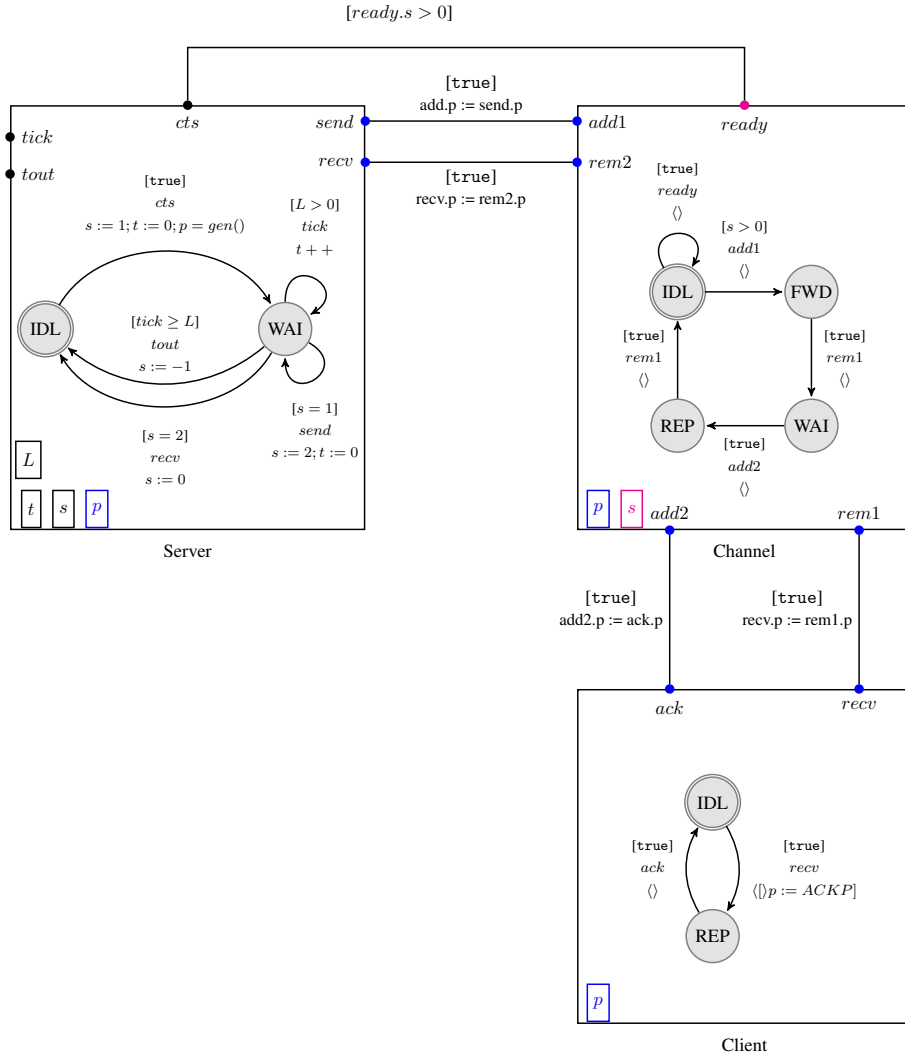 [ready.s > 0]
[true]
add.p := send.p
cts
send
add1
ready
tick
recv
rem2
tout
[true]
recv.p := rem2.p
[true]
cts
s := 1; t := 0; p = gen()
[L > 0]
tick
t + +
[true]
ready
⟨⟩
[s > 0]
add1
⟨⟩
IDL
FWD
IDL
WAI
[tick ≥ L]
tout
s := −1
[true]
rem1
⟨⟩
[true]
rem1
⟨⟩
[s = 1]
send
s := 2; t := 0
REP
WAI
[s = 2]
recv
s := 0
[true]
add2
⟨⟩
L
t
s
p
p
s
add2
rem1
Server
Channel
[true]
add2.p := ack.p
[true]
recv.p := rem1.p
ack
recv
IDL
[true]
ack
⟨⟩
[true]
recv
⟨[⟩p := ACKP]
REP
p
Client